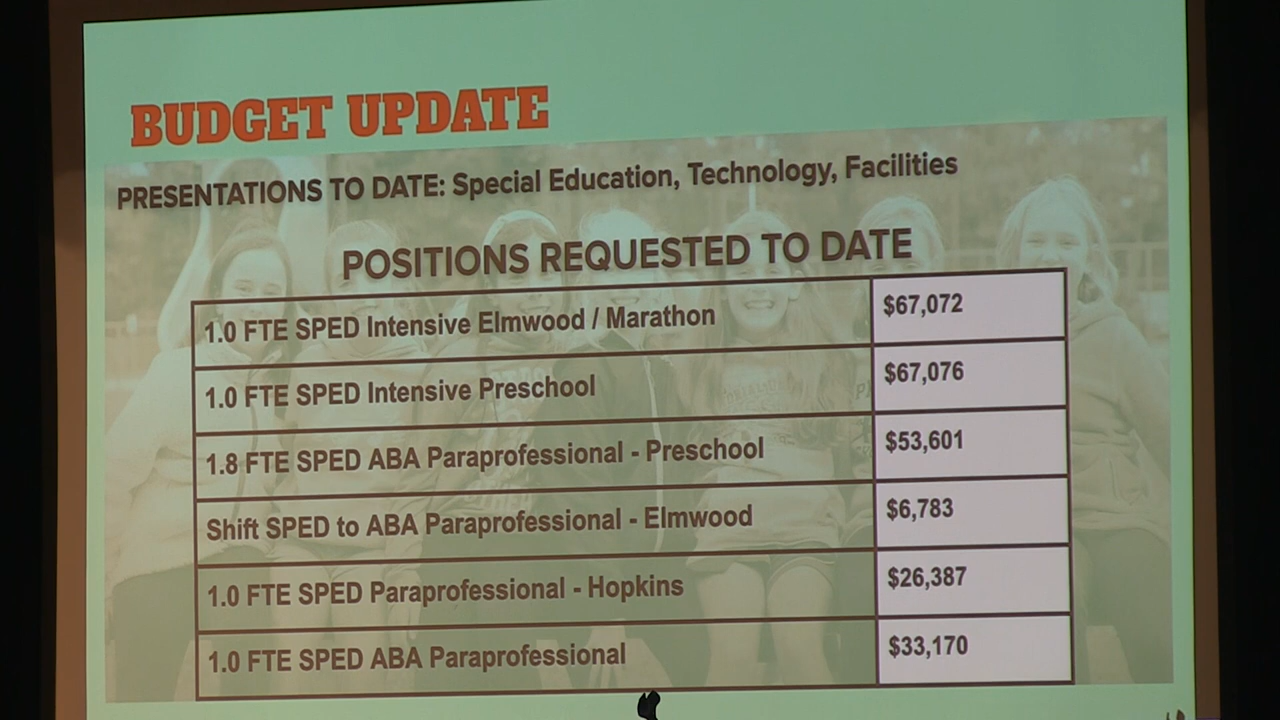 BUDGET UPDATE
PRESENTATIONS TO DATE: Special Education, Technology, Facilities
POSITIONS REQUESTED TO DATE
1.0 FTE SPED Intensive Elmwood / Marathon $67,072
1.0 FTE SPED Intensive Preschool $67,076
1.8 FTE SPED ABA Paraprofessional - Preschool $53,601
Shift SPED to ABA Paraprofessional - Elmwood $6,783
1.0 FTE SPED Paraprofessional - Hopkins $26,387
1.0 FTE SPED ABA Paraprofessional $33,170